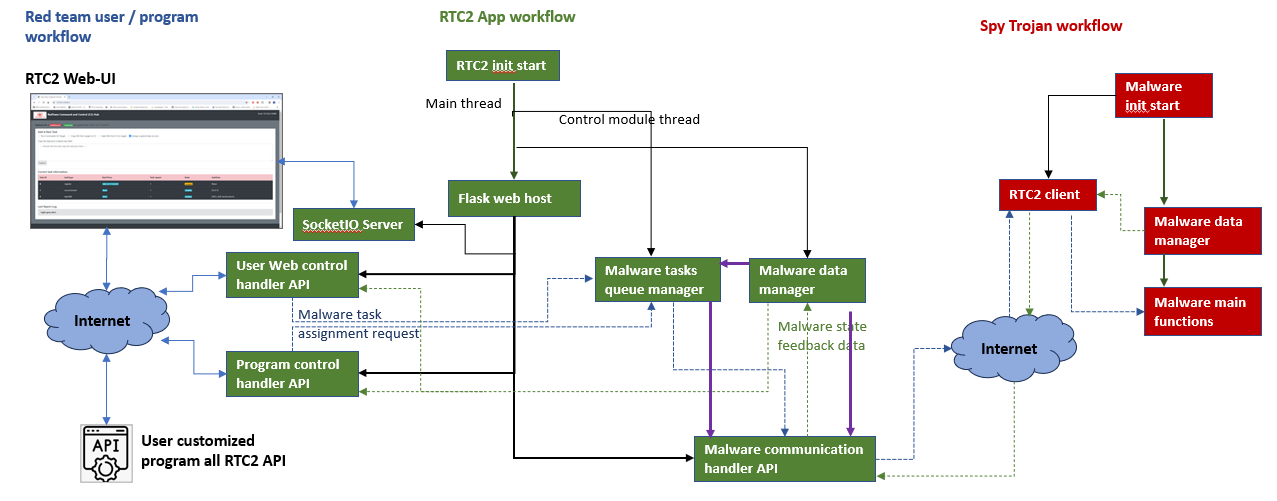 Red team user / program
workflow
RTC2 App workflow
Spy Trojan workflow
RTC2 Web-UI
RTC2 init start
Main thread
Control module thread
Malware
init start
Flask web host
RTC2 client
SocketIO Server
Malware data
manager
User Web control
handler API
Malware tasks
queue manager
Malware data
manager
Malware main
functions
Internet
Malware task
assignment request
Malware state
feedback data
Internet
Program control
handler API
API
User customized
program all RTC2 API
Malware communication
handler API